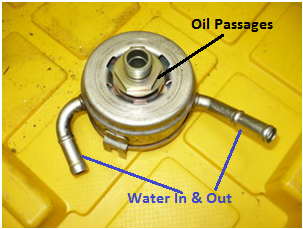 Oil Passages
Water In & Out